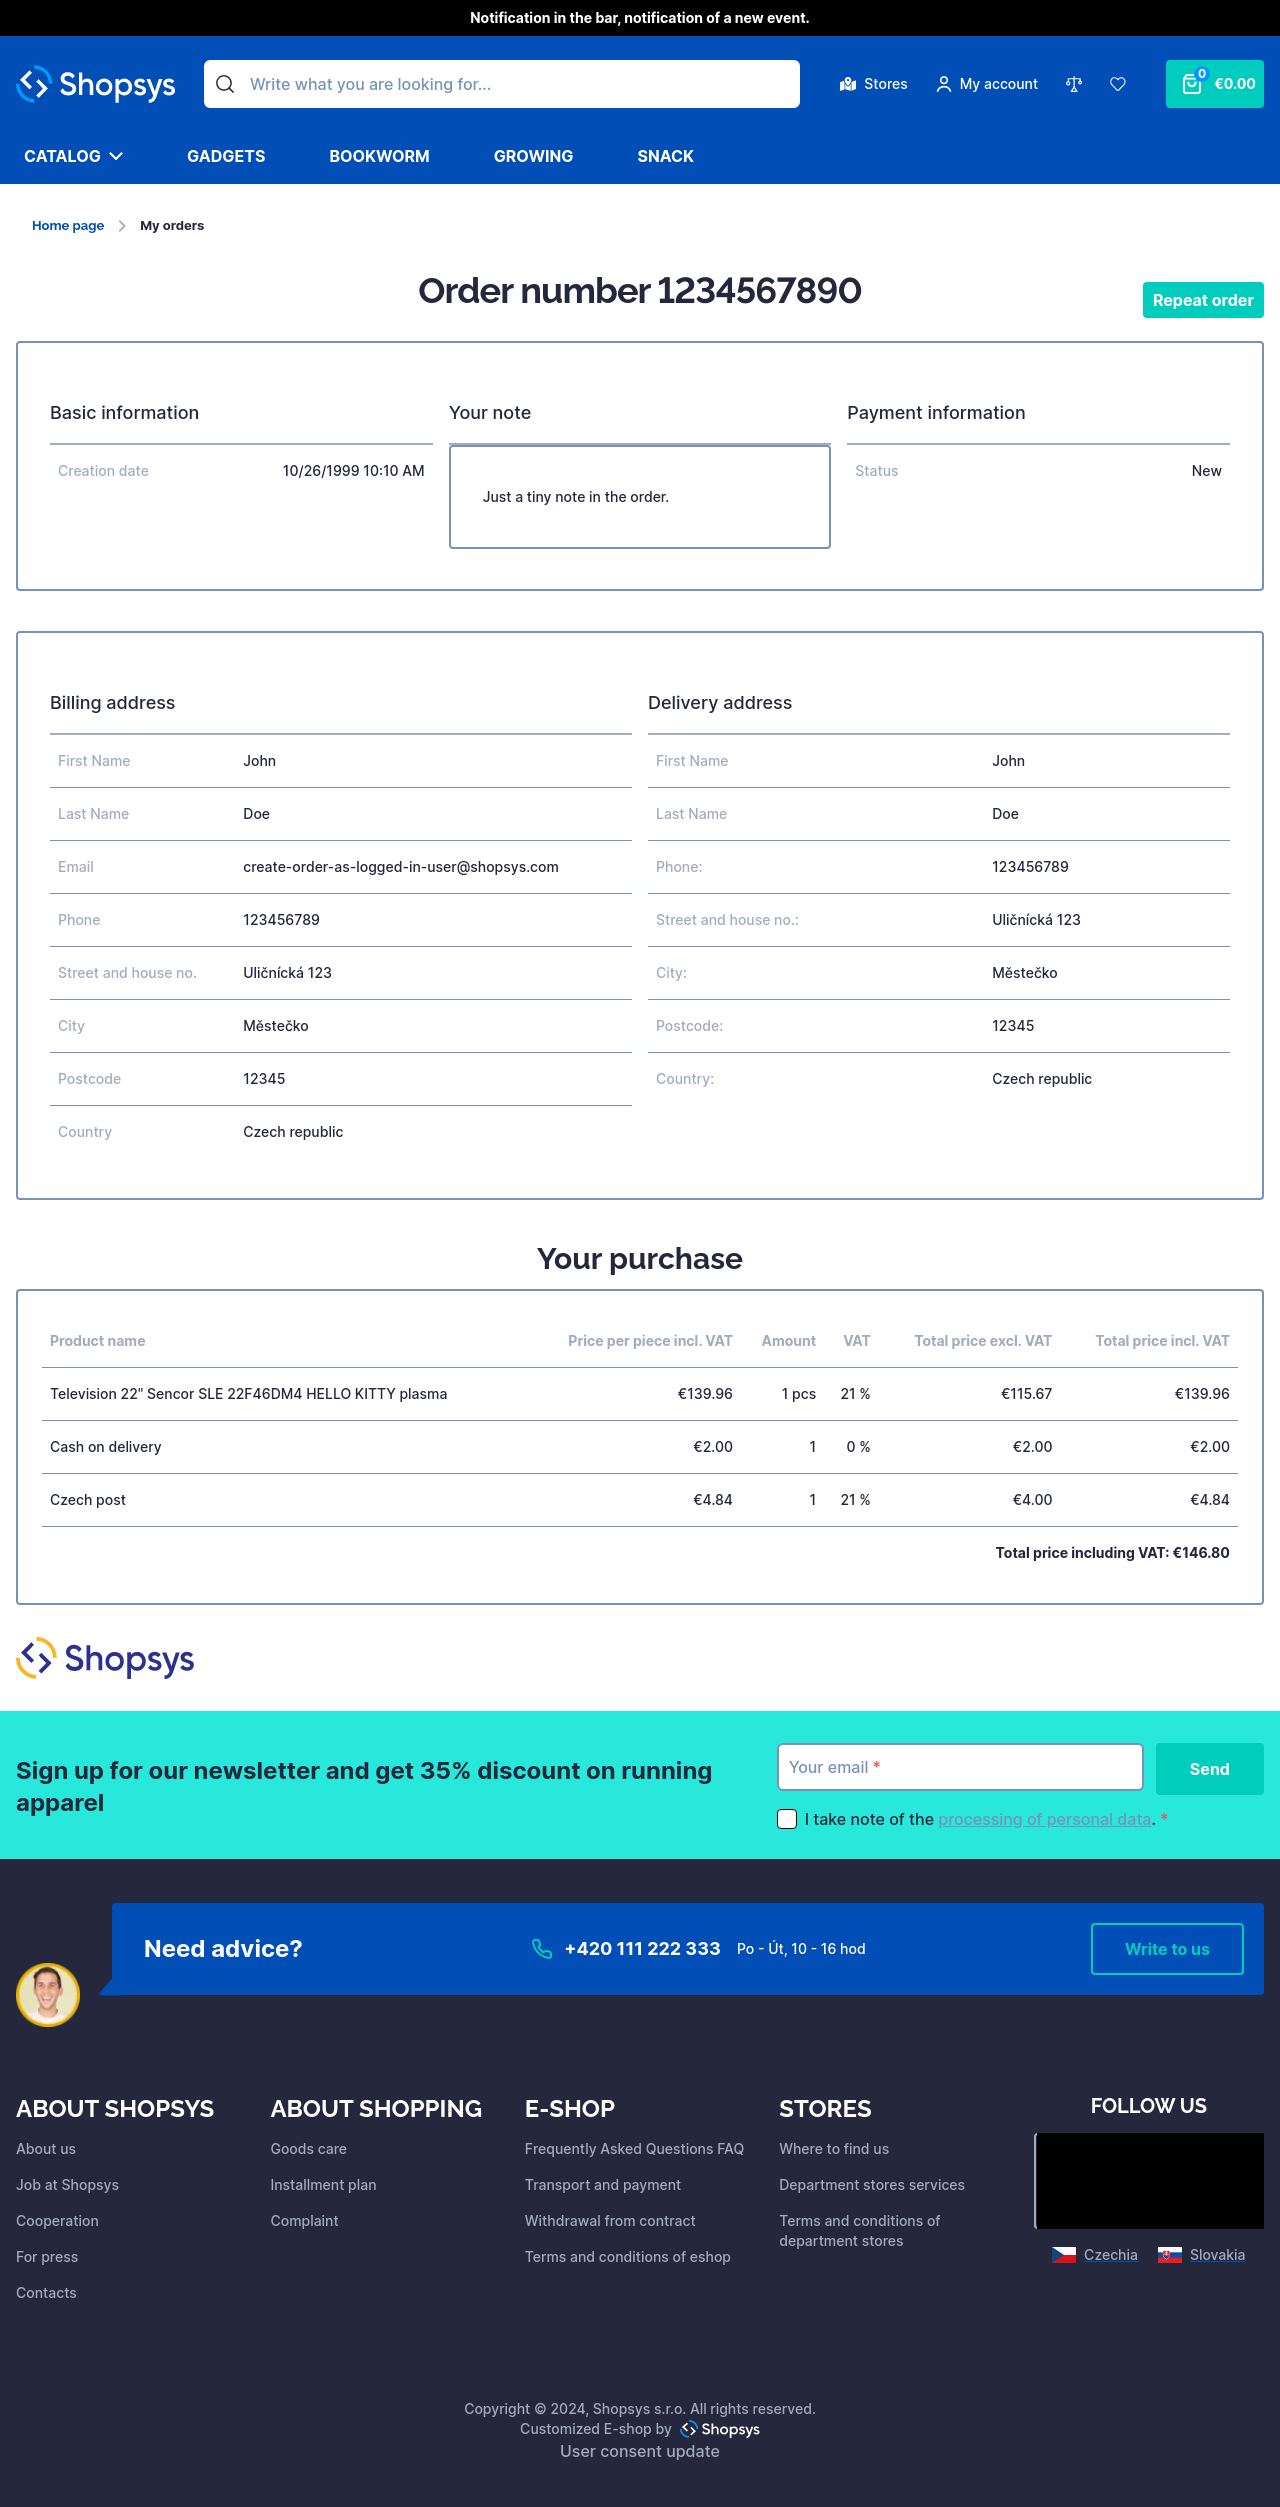 Notification in the bar, notification of a new event.
Shopsys
Write what you are looking for...
Stores
My account
0
€0.00
CATALOG
GADGETS
BOOKWORM
GROWING
SNACK
Home page
My orders
Order number 1234567890
Repeat order
Basic information
Creation date 10/26/1999 10:10 AM
Your note
Just a tiny note in the order.
Payment information
Status New
Billing address
First Name John
Last Name Doe
Email create-order-as-logged-in-user@shopsys.com
Phone 123456789
Street and house no. Uličnícká 123
City Městečko
Postcode 12345
Country Czech republic
Delivery address
First Name John
Last Name Doe
Phone: 123456789
Street and house no.: Uličnícká 123
City: Městečko
Postcode: 12345
Country: Czech republic
Your purchase
Product name Price per piece incl. VAT Amount VAT Total price excl. VAT Total price incl. VAT
Television 22" Sencor SLE 22F46DM4 HELLO KITTY plasma €139.96 1 pcs 21 % €115.67 €139.96
Cash on delivery €2.00 1 0 % €2.00 €2.00
Czech post €4.84 1 21 % €4.00 €4.84
Total price including VAT: €146.80
Shopsys
Sign up for our newsletter and get 35% discount on running
apparel
Your email *
Send
I take note of the processing of personal data. *
Need advice?
+420 111 222 333
Po - Út, 10 - 16 hod
Write to us
ABOUT SHOPSYS
About us
Job at Shopsys
Cooperation
For press
Contacts
ABOUT SHOPPING
Goods care
Installment plan
Complaint
E-SHOP
Frequently Asked Questions FAQ
Transport and payment
Withdrawal from contract
Terms and conditions of eshop
STORES
Where to find us
Department stores services
Terms and conditions of
department stores
FOLLOW US
Czechia
Slovakia
Copyright © 2024, Shopsys s.r.o. All rights reserved.
Customized E-shop by Shopsys
User consent update